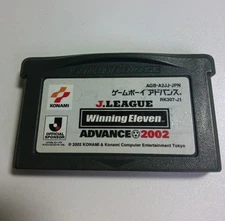 AGB-A3JJ-JPN
ゲームボーイ アドバンス
RK307-J1
KONAMI
J.LEAGUE
Winning Eleven
ADVANCE 2002
OFFICIAL
SPONSOR
© 2002 KONAMI & Konami Computer Entertainment Tokyo